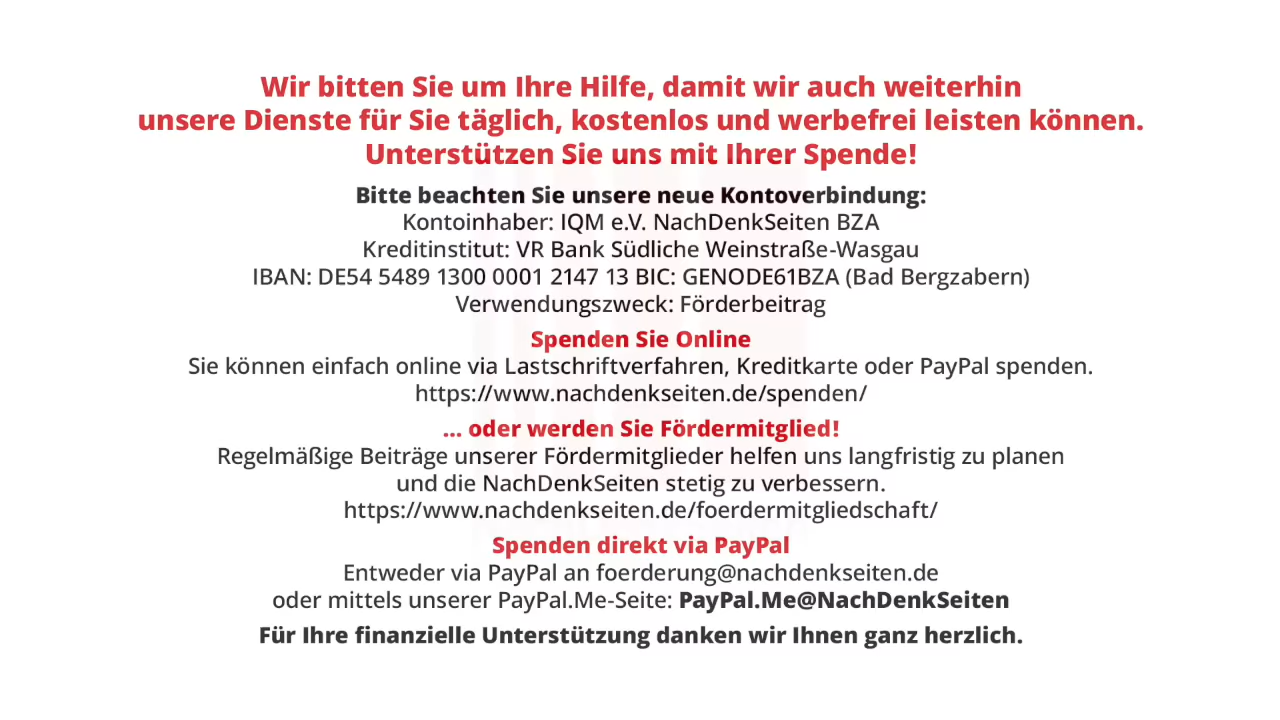 Wir bitten Sie um Ihre Hilfe, damit wir auch weiterhin
unsere Dienste für Sie täglich, kostenlos und werbefrei leisten können.
Unterstützen Sie uns mit Ihrer Spende!
Bitte beachten Sie unsere neue Kontoverbindung:
Kontoinhaber: IQM e.V. NachDenkSeiten BZA
Kreditinstitut: VR Bank Südliche Weinstraße-Wasgau
IBAN: DE54 5489 1300 0001 2147 13 BIC: GENODE61BZA (Bad Bergzabern)
Verwendungszweck: Förderbeitrag
Spenden Sie Online
Sie können einfach online via Lastschriftverfahren, Kreditkarte oder PayPal spenden.
https://www.nachdenkseiten.de/spenden/
... oder werden Sie Fördermitglied!
Regelmäßige Beiträge unserer Fördermitglieder helfen uns langfristig zu planen
und die NachDenkSeiten stetig zu verbessern.
https://www.nachdenkseiten.de/foerdermitgliedschaft/
Spenden direkt via PayPal
Entweder via PayPal an foerderung@nachdenkseiten.de
oder mittels unserer PayPal.Me-Seite: PayPal.Me@NachDenkSeiten
Für Ihre finanzielle Unterstützung danken wir Ihnen ganz herzlich.